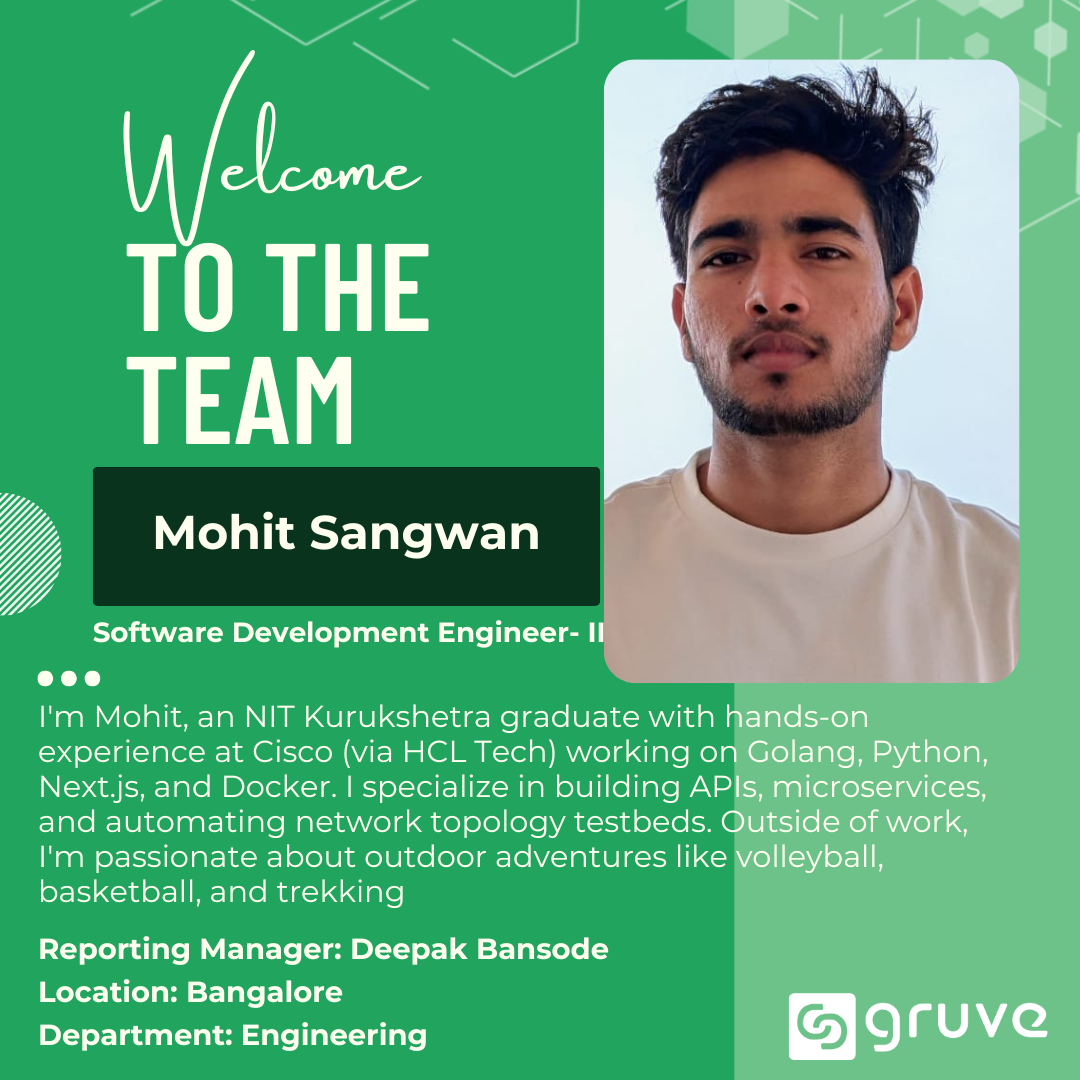 Welcome
TO THE
TEAM
Mohit Sangwan
Software Development Engineer- II
I'm Mohit, an NIT Kurukshetra graduate with hands-on
experience at Cisco (via HCL Tech) working on Golang, Python,
Next.js, and Docker. I specialize in building APIs, microservices,
and automating network topology testbeds. Outside of work,
I'm passionate about outdoor adventures like volleyball,
basketball, and trekking
Reporting Manager: Deepak Bansode
Location: Bangalore
Department: Engineering
gruve